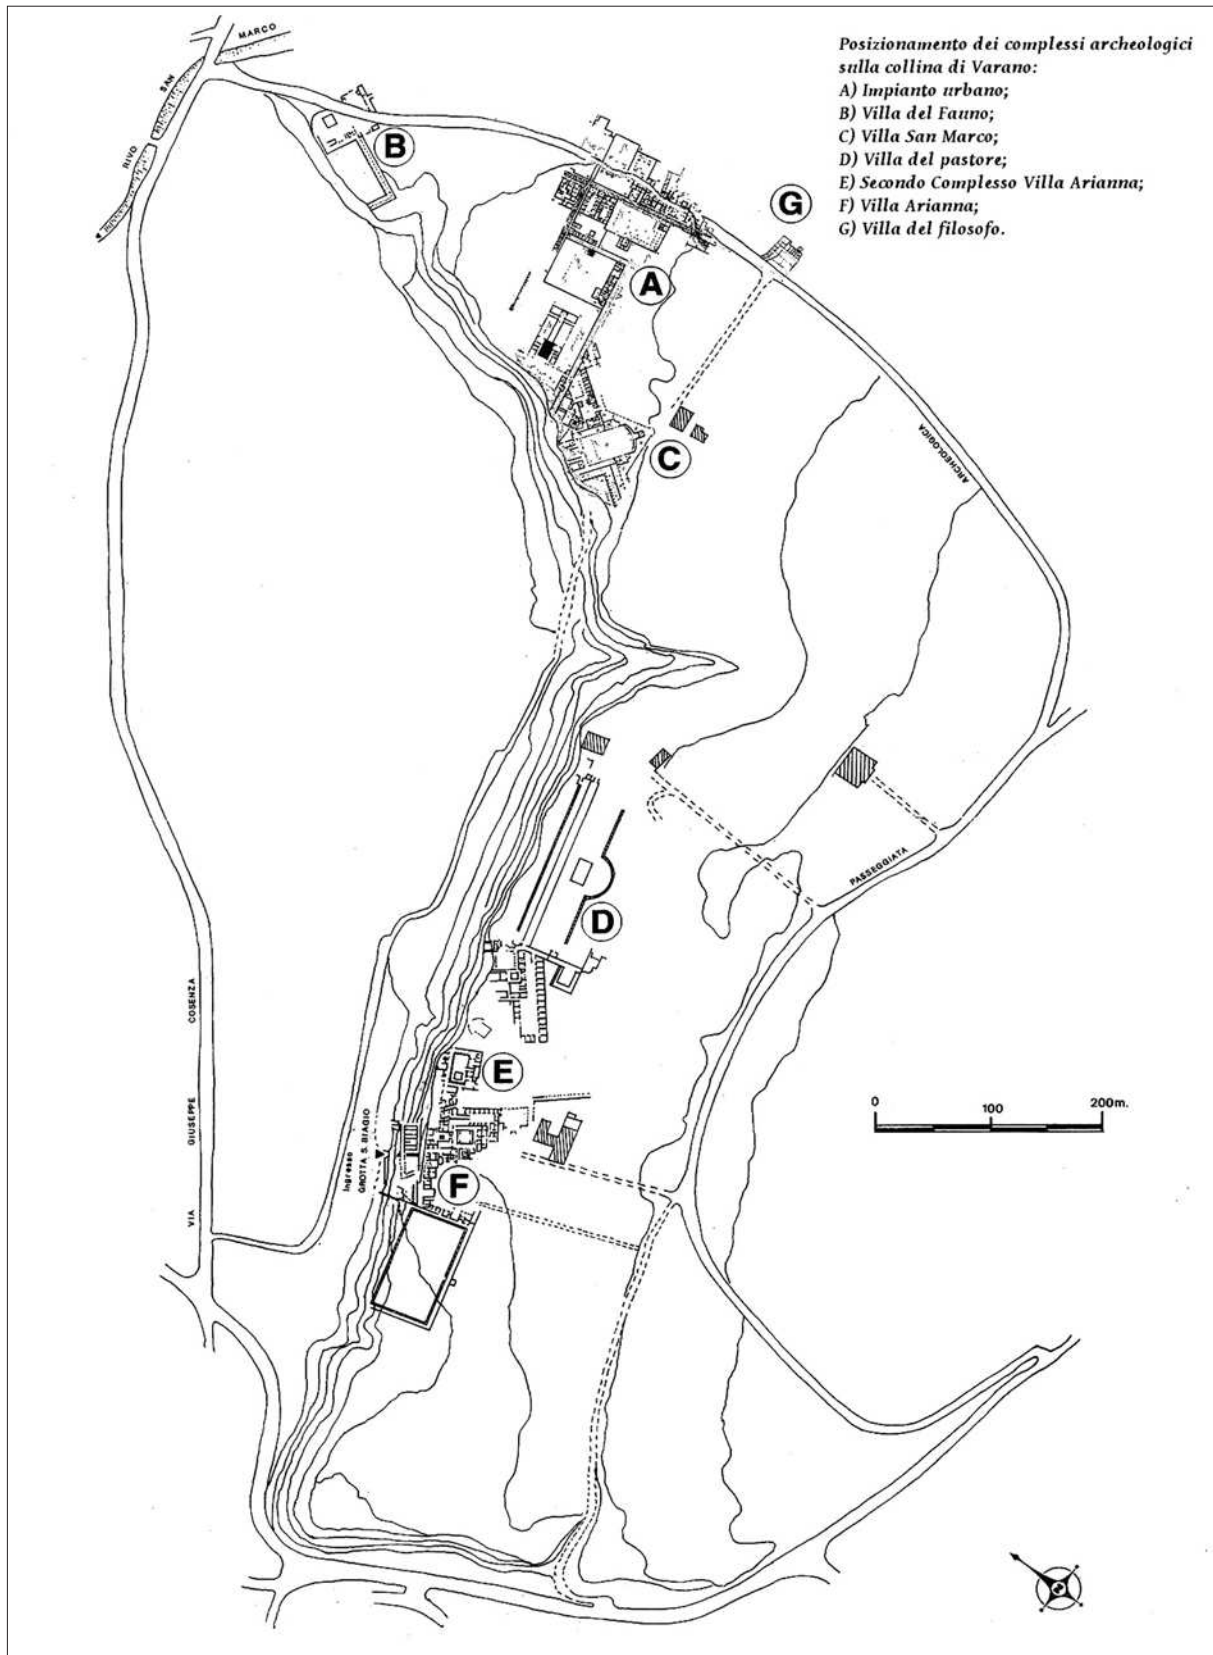 Posizionamento dei complessi archeologici
sulla collina di Varano:
A) Impianto urbano;
B) Villa del Fauno;
C) Villa San Marco;
D) Villa del pastore;
E) Secondo Complesso Villa Arianna;
F) Villa Arianna;
G) Villa del filosofo.
RIVO SAN MARCO
B
G
A
C
ARCHEOLOGICA
PASSEGGIATA
D
E
F
VIA GIUSEPPE COSENZA
Ingresso
GROTTA S. BIAGIO
0 100 200m.